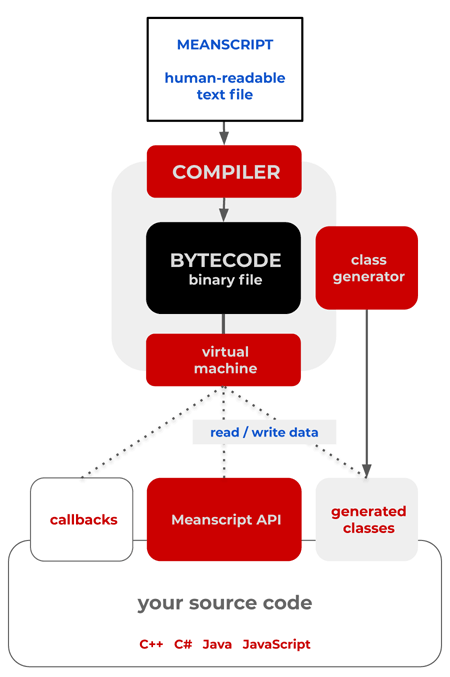 MEANSCRIPT
human-readable
text file
COMPILER
BYTECODE
binary file
class
generator
virtual
machine
read / write data
callbacks
Meanscript API
generated
classes
your source code
C++ C# Java JavaScript